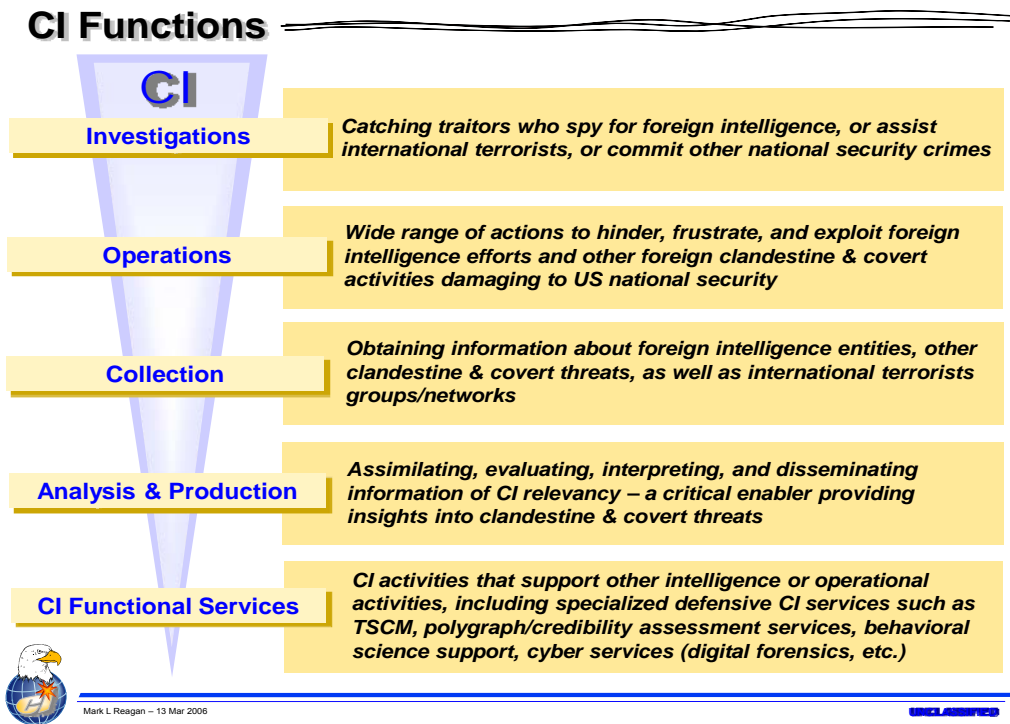 CI Functions
CI
Investigations
Catching traitors who spy for foreign intelligence, or assist
international terrorists, or commit other national security crimes
Operations
Wide range of actions to hinder, frustrate, and exploit foreign
intelligence efforts and other foreign clandestine & covert
activities damaging to US national security
Collection
Obtaining information about foreign intelligence entities, other
clandestine & covert threats, as well as international terrorists
groups/networks
Analysis & Production
Assimilating, evaluating, interpreting, and disseminating
information of CI relevancy – a critical enabler providing
insights into clandestine & covert threats
CI Functional Services
CI activities that support other intelligence or operational
activities, including specialized defensive CI services such as
TSCM, polygraph/credibility assessment services, behavioral
science support, cyber services (digital forensics, etc.)
Mark L Reagan – 13 Mar 2006
UNCLASSIFIED